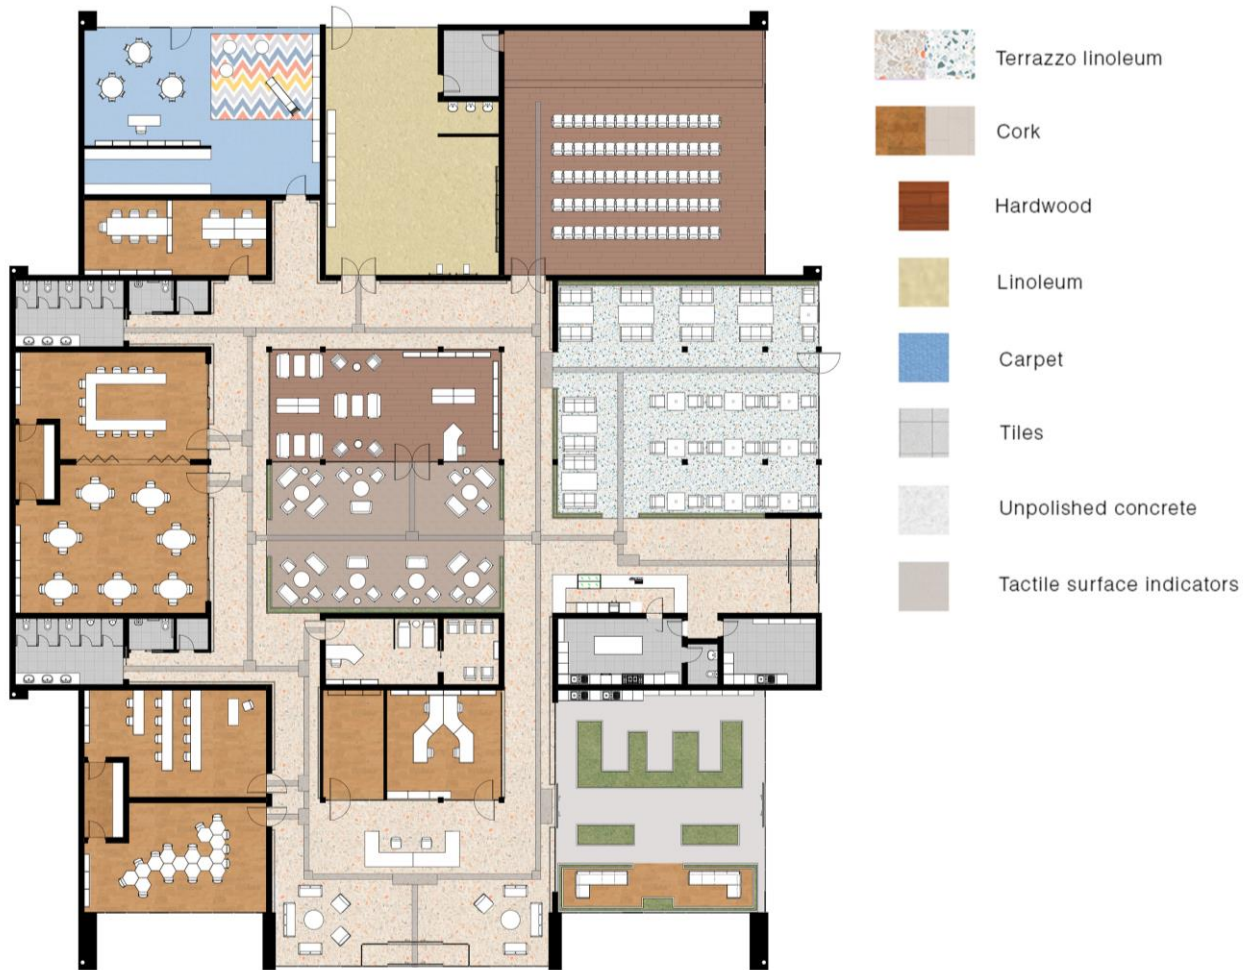 Terrazzo linoleum
Cork
Hardwood
Linoleum
Carpet
Tiles
Unpolished concrete
Tactile surface indicators